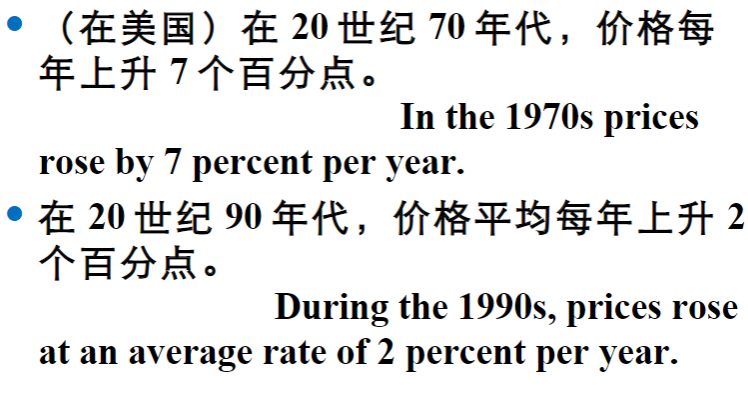 • （在美国）在 20 世纪 70 年代，价格每
年上升 7 个百分点。
In the 1970s prices
rose by 7 percent per year.
• 在 20 世纪 90 年代，价格平均每年上升 2
个百分点。
During the 1990s, prices rose
at an average rate of 2 percent per year.